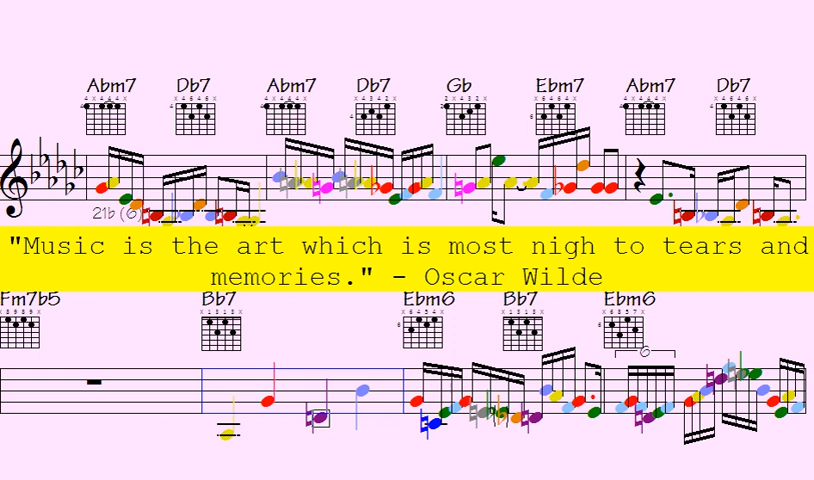 Abm7 Db7 Abm7 Db7 Gb Ebm7 Abm7 Db7
21b (6)
"Music is the art which is most nigh to tears and
memories." - Oscar Wilde
Fm7b5 Bb7 Ebm6 Bb7 Ebm6
6